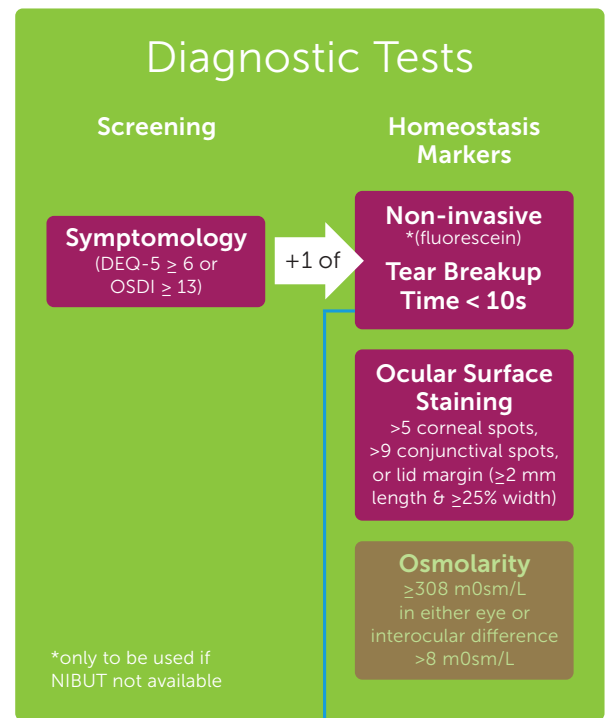 Diagnostic Tests
Screening
Symptomology
(DEQ-5 ≥ 6 or
OSDI ≥ 13)
+1 of
Homeostasis
Markers
Non-invasive
*(fluorescein)
Tear Breakup
Time < 10s
Ocular Surface
Staining
>5 corneal spots,
>9 conjunctival spots,
or lid margin (≥2 mm
length & ≥25% width)
Osmolarity
≥308 m0sm/L
in either eye or
interocular difference
>8 m0sm/L
*only to be used if
NIBUT not available